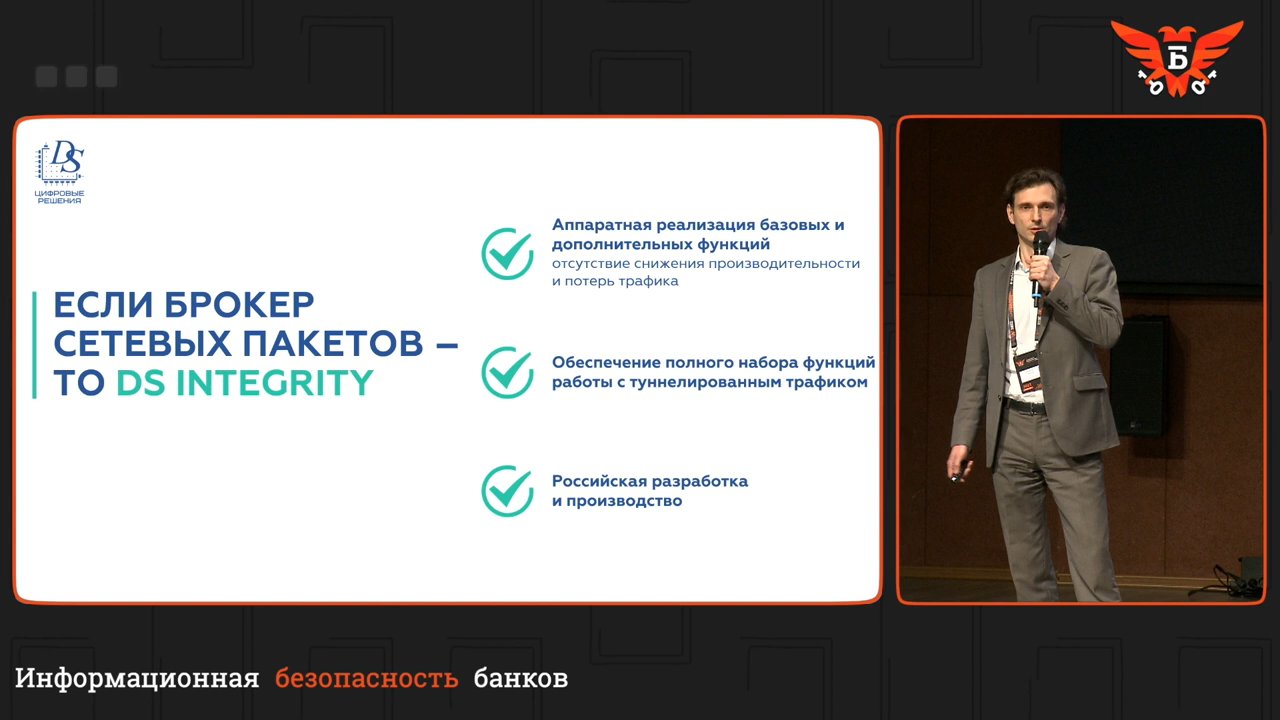 Б
DS
ЦИФРОВЫЕ
РЕШЕНИЯ
ЕСЛИ БРОКЕР
СЕТЕВЫХ ПАКЕТОВ –
ТО DS INTEGRITY
Аппаратная реализация базовых и
дополнительных функций
отсутствие снижения производительности
и потерь трафика
Обеспечение полного набора функций
работы с туннелированным трафиком
Российская разработка
и производство
Информационная безопасность банков